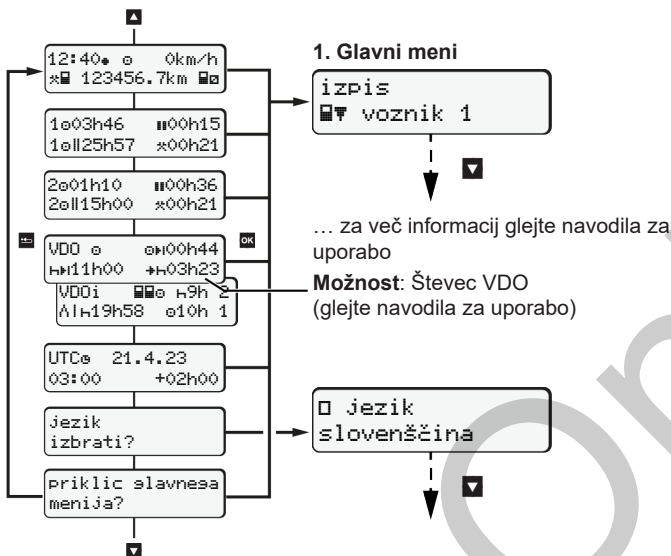 12:40● ⊙ 0km/h
123456.7km
1⊙03h46 ▮▮00h15
1⊙||25h57 00h21
2⊙01h10 ▮▮00h36
2⊙||15h00 00h21
VDO ⊙ ⊙00h44
11h00 03h23
VDOi ⊙ 9h 2
19h58 ⊙10h 1
UTC 21.4.23
03:00 +02h00
jezik
izbrati?
priklic glavnega
menija?
OK
1. Glavni meni
izpis
voznik 1
… za več informacij glejte navodila za
uporabo
Možnost: Števec VDO
(glejte navodila za uporabo)
jezik
slovenščina